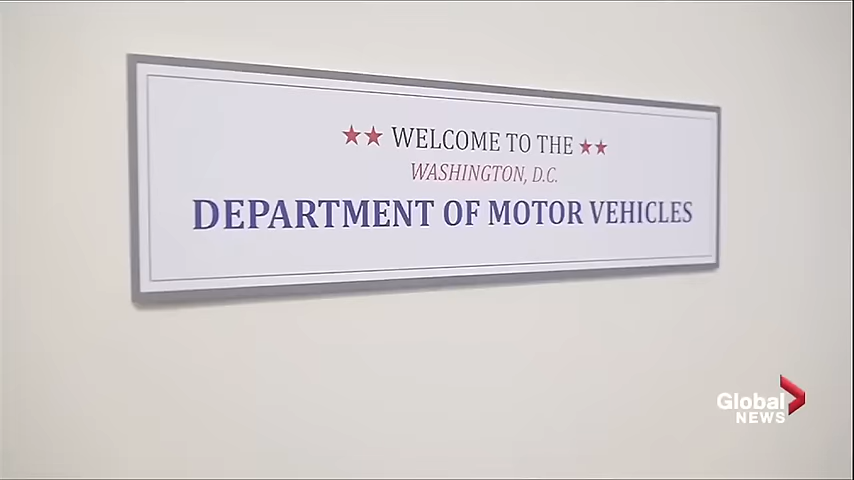 ★★ WELCOME TO THE ★★
WASHINGTON, D.C.
DEPARTMENT OF MOTOR VEHICLES
Global
NEWS